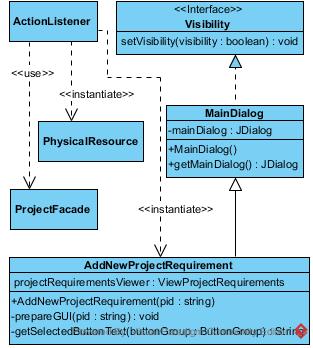 ActionListener
<<Interface>>
Visibility
setVisibility(visibility : boolean) : void
<<use>>
<<instantiate>>
MainDialog
-mainDialog : JDialog
+MainDialog()
+getMainDialog() : JDialog
PhysicalResource
ProjectFacade
<<instantiate>>
AddNewProjectRequirement
projectRequirementsViewer : ViewProjectRequirements
+AddNewProjectRequirement(pid : string)
-prepareGUI(pid : string) : void
-getSelectedButtonText(buttonGroup : ButtonGroup) : String